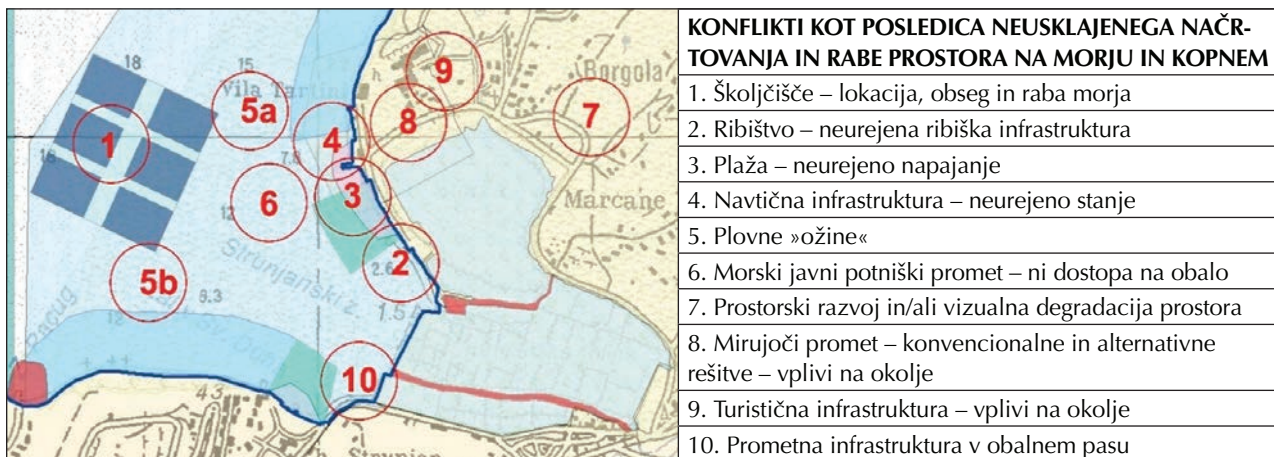 18
15
Vila Tartini
h
Borgola
9
5a
8
7
1
4
7.8
18
3
Marcane
6
12
Strunjanski z.
2
2.6
5b
9.3
1.5
12
10
43
Strunjan
KONFLIKTI KOT POSLEDICA NEUSKLAJENEGA NAČR-
TOVANJA IN RABE PROSTORA NA MORJU IN KOPNEM
1. Školjčišče – lokacija, obseg in raba morja
2. Ribištvo – neurejena ribiška infrastruktura
3. Plaža – neurejeno napajanje
4. Navtična infrastruktura – neurejeno stanje
5. Plovne »ožine«
6. Morski javni potniški promet – ni dostopa na obalo
7. Prostorski razvoj in/ali vizualna degradacija prostora
8. Mirujoči promet – konvencionalne in alternativne
rešitve – vplivi na okolje
9. Turistična infrastruktura – vplivi na okolje
10. Prometna infrastruktura v obalnem pasu